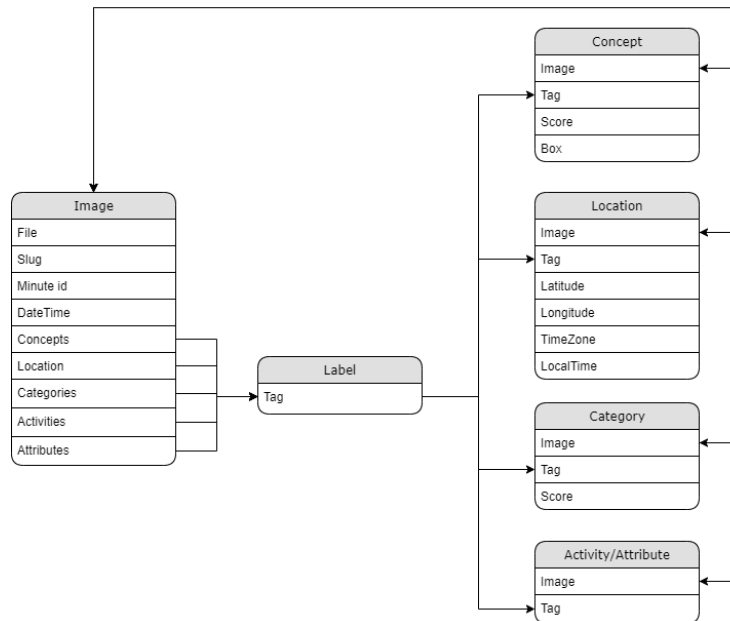 Concept
Image
Tag
Score
Box
Image
File
Slug
Minute id
DateTime
Concepts
Location
Categories
Activities
Attributes
Label
Tag
Location
Image
Tag
Latitude
Longitude
TimeZone
LocalTime
Category
Image
Tag
Score
Activity/Attribute
Image
Tag